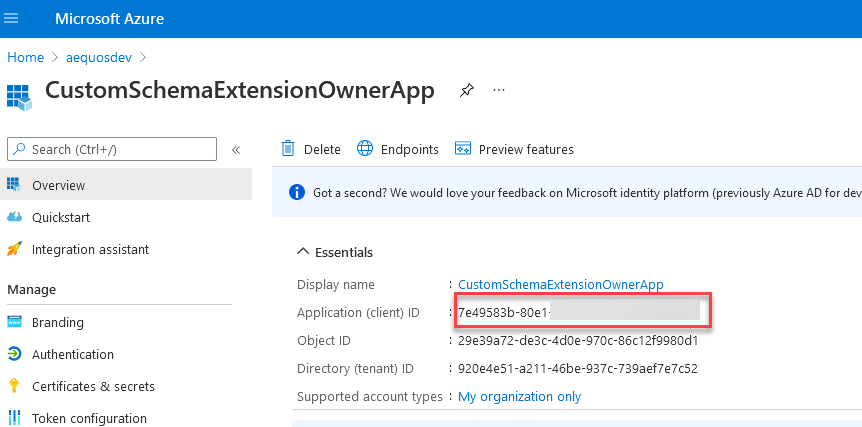 Microsoft Azure
Home > aequosdev >
CustomSchemaExtensionOwnerApp
Search (Ctrl+/)
Delete Endpoints Preview features
Overview
Got a second? We would love your feedback on Microsoft identity platform (previously Azure AD for dev
Quickstart
Integration assistant
Essentials
Display name : CustomSchemaExtensionOwnerApp
Manage
Application (client) ID : 7e49583b-80e1-
Branding
Object ID : 29e39a72-de3c-4d0e-970c-86c12f9980d1
Authentication
Directory (tenant) ID : 920e4e51-a211-46be-937c-739aef7e7c52
Certificates & secrets
Supported account types : My organization only
Token configuration